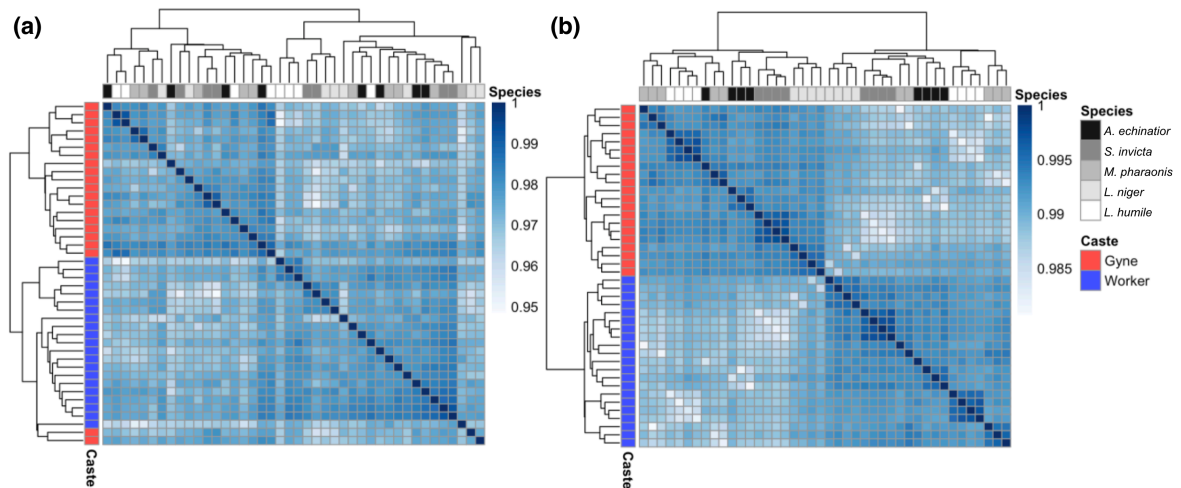 (a)
Species
1
0.99
0.98
0.97
0.96
0.95
Caste
(b)
Species
1
0.995
0.99
0.985
Caste
Species
A. echinatior
S. invicta
M. pharaonis
L. niger
L. humile
Caste
Gyne
Worker